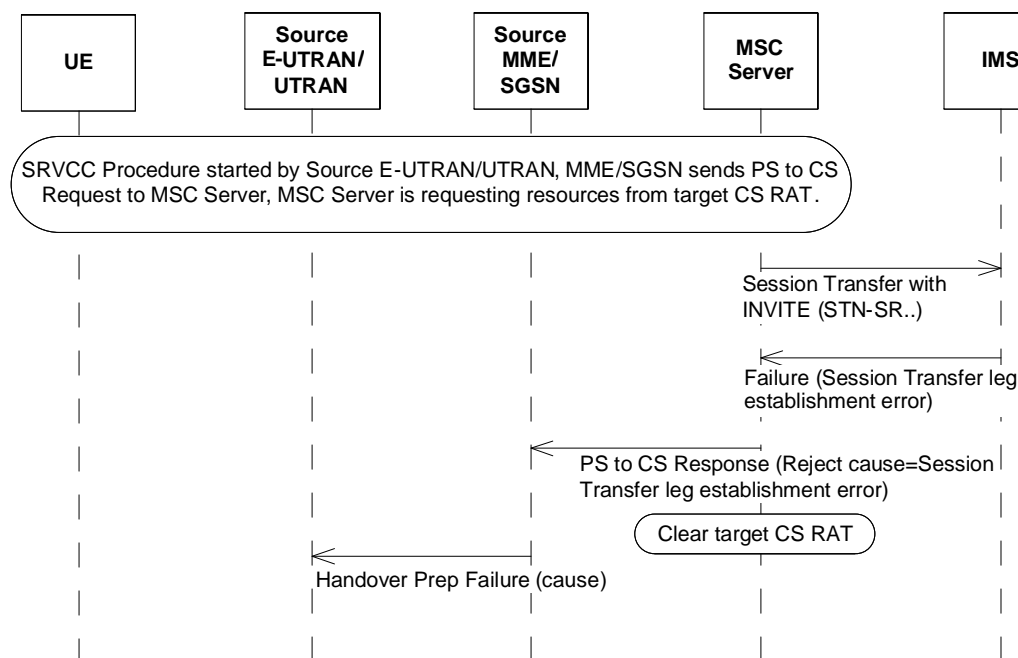 UE
Source
E-UTRAN/
UTRAN
Source
MME/
SGSN
MSC
Server
IMS
SRVCC Procedure started by Source E-UTRAN/UTRAN, MME/SGSN sends PS to CS
Request to MSC Server, MSC Server is requesting resources from target CS RAT.
Session Transfer with
INVITE (STN-SR..)
Failure (Session Transfer leg
establishment error)
PS to CS Response (Reject cause=Session
Transfer leg establishment error)
Clear target CS RAT
Handover Prep Failure (cause)